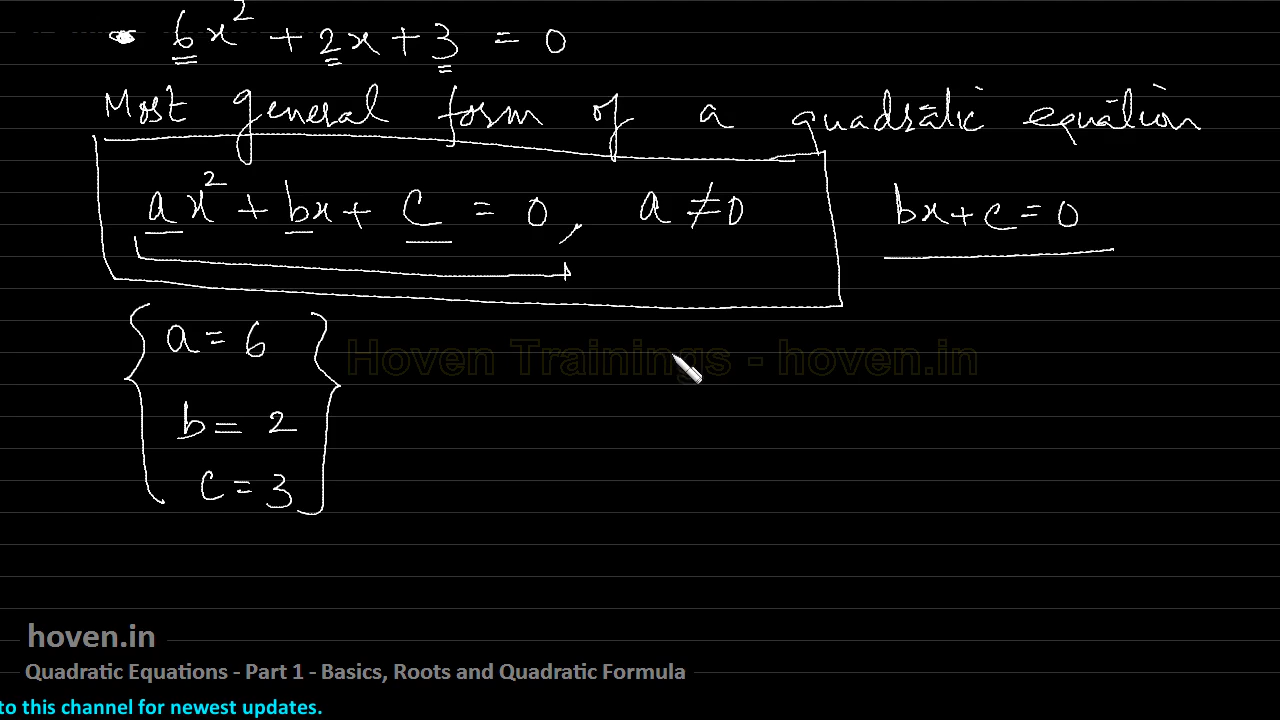 6x² + 2x + 3 = 0
Most general form of a quadratic equation
ax² + bx + c = 0, a ≠ 0
bx + c = 0
a = 6
b = 2
c = 3
Hoven Trainings - hoven.in
hoven.in
Quadratic Equations - Part 1 - Basics, Roots and Quadratic Formula
to this channel for newest updates.